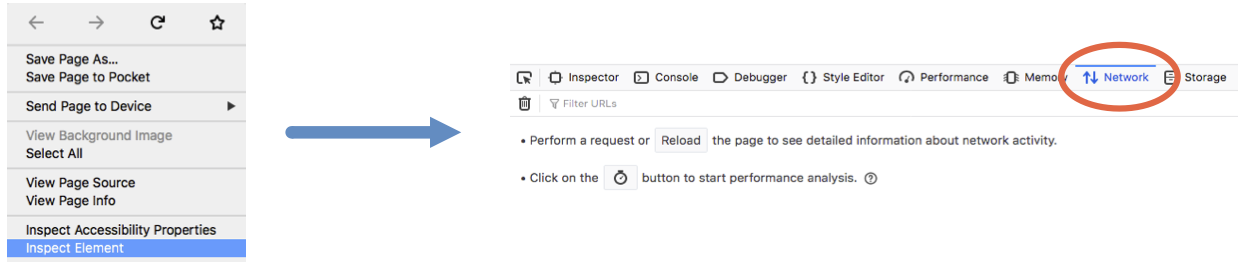 Save Page As...
Save Page to Pocket
Send Page to Device
View Background Image
Select All
View Page Source
View Page Info
Inspect Accessibility Properties
Inspect Element
Inspector Console Debugger Style Editor Performance Memory Network Storage
Filter URLs
• Perform a request or Reload the page to see detailed information about network activity.
• Click on the button to start performance analysis.